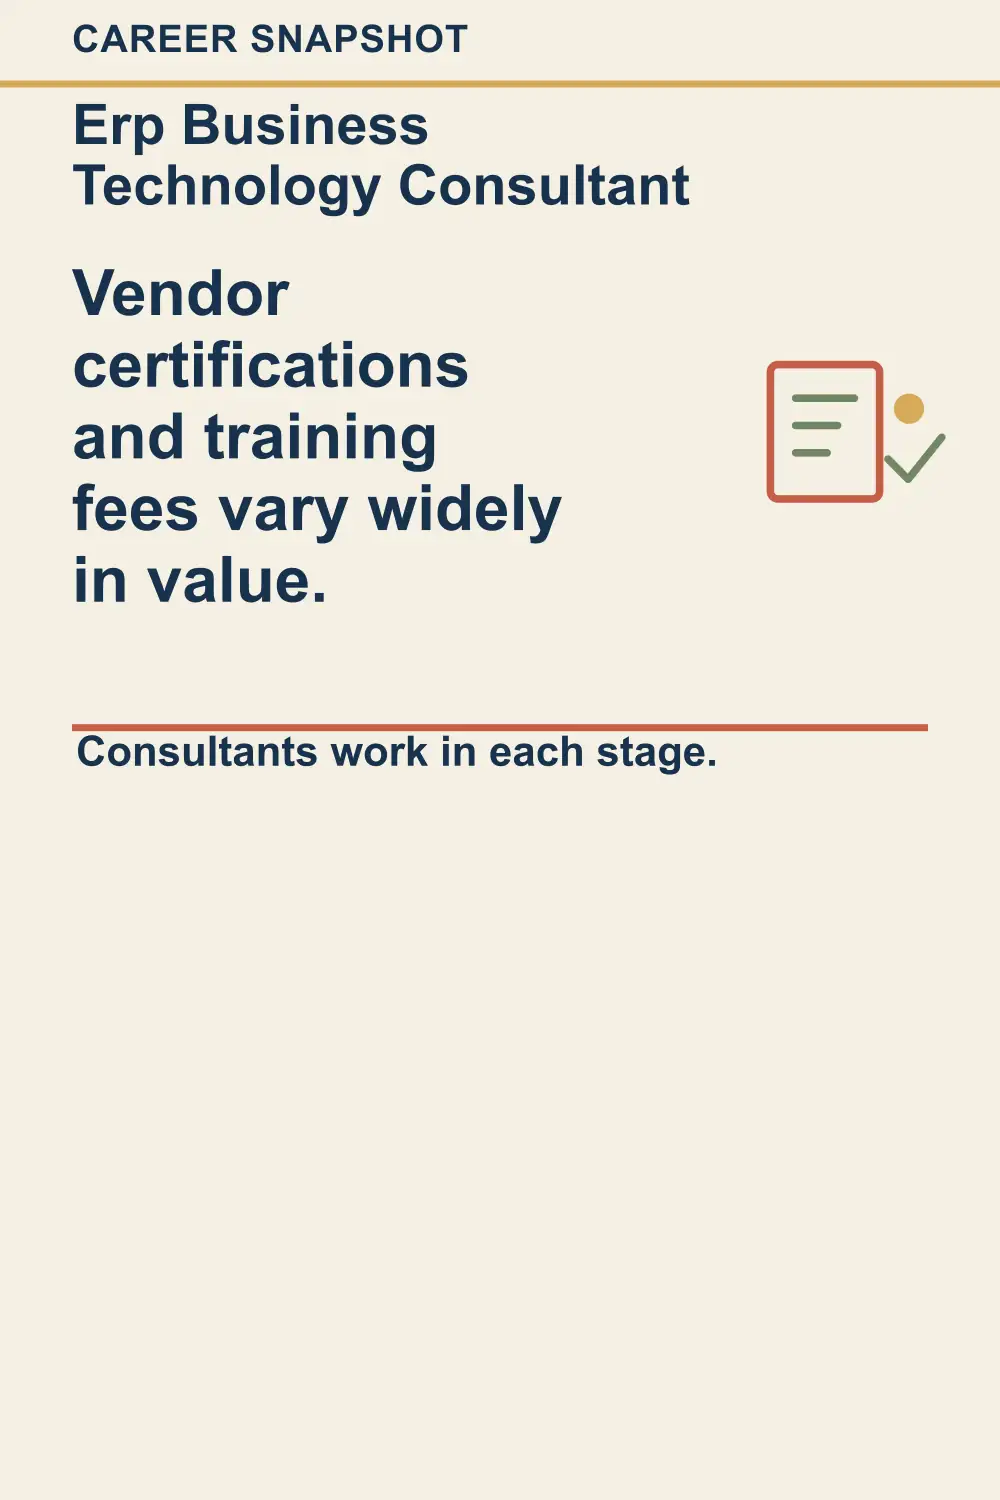 CAREER SNAPSHOT
Erp Business
Technology Consultant
Vendor
certifications
and training
fees vary widely
in value.
Consultants work in each stage.